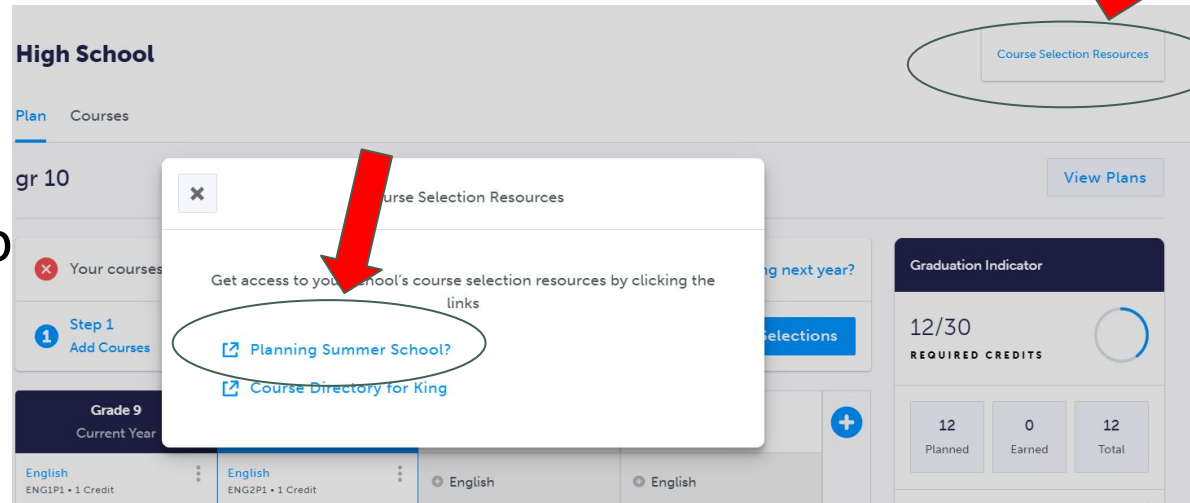 High School
Course Selection Resources
Plan Courses
gr 10
View Plans
Course Selection Resources
Your courses
ng next year?
Get access to your school's course selection resources by clicking the
links
1 Step 1
Add Courses
Selections
Planning Summer School?
Course Directory for King
Graduation Indicator
12/30
REQUIRED CREDITS
12 0 12
Planned Earned Total
Grade 9
Current Year
English
ENG1P1 • 1 Credit
English
ENG2P1 • 1 Credit
English
English